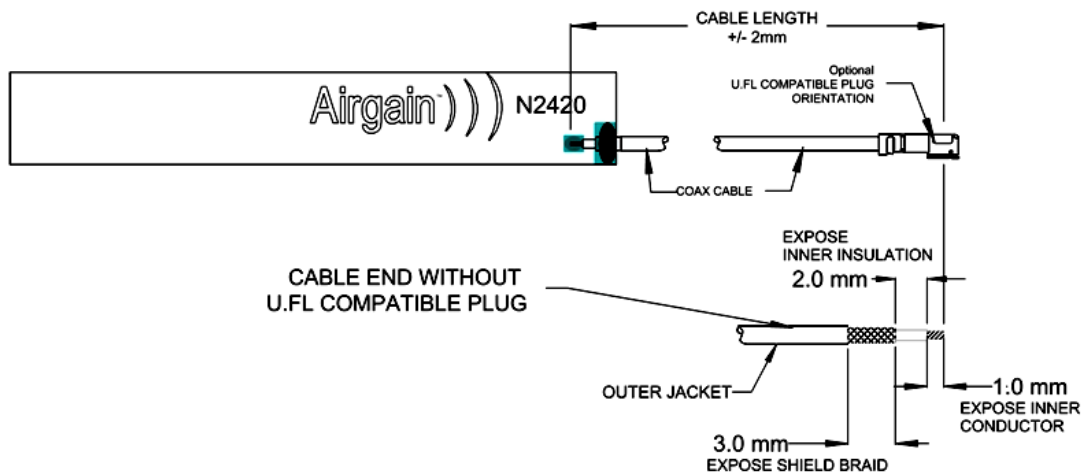 CABLE LENGTH
+/- 2mm
Airgain™
N2420
Optional
U.FL COMPATIBLE PLUG
ORIENTATION
COAX CABLE
EXPOSE
INNER INSULATION
2.0 mm
CABLE END WITHOUT
U.FL COMPATIBLE PLUG
OUTER JACKET
1.0 mm
EXPOSE INNER
CONDUCTOR
3.0 mm
EXPOSE SHIELD BRAID